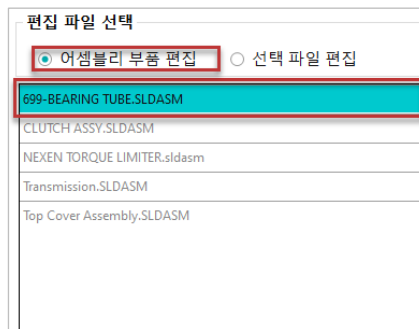 편집 파일 선택
어셈블리 부품 편집 선택 파일 편집
699-BEARING TUBE.SLDASM
CLUTCH ASSY.SLDASM
NEXEN TORQUE LIMITER.sldasm
Transmission.SLDASM
Top Cover Assembly.SLDASM